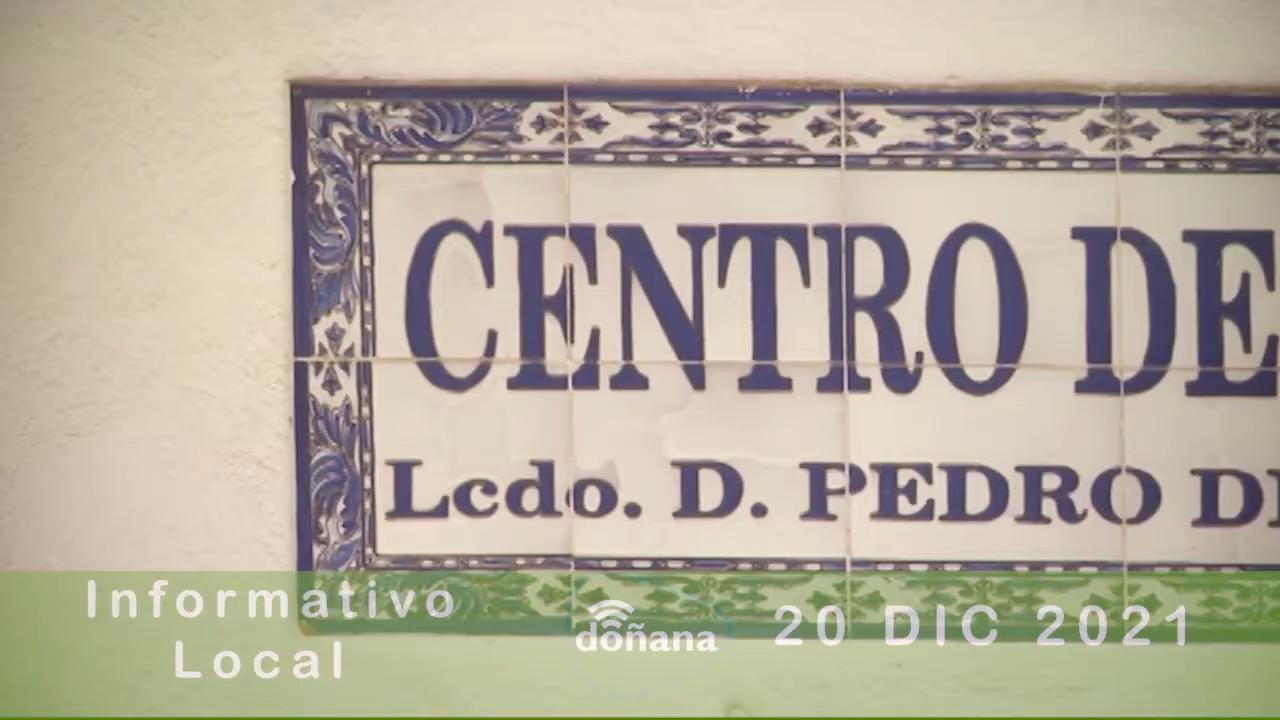 CENTRO DE
Lcdo. D. PEDRO
Informativo
Local
doñana
20 DIC 2021